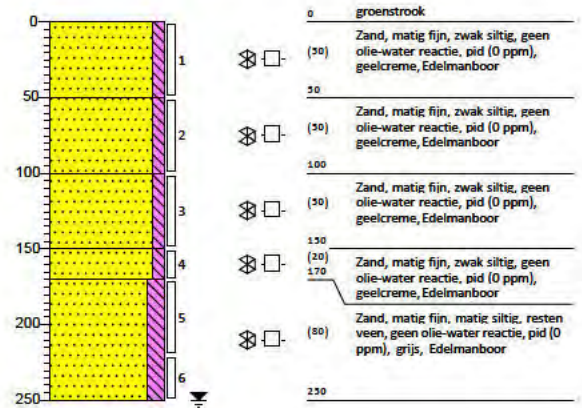 0
50
100
150
200
250
1
2
3
4
5
6
0 groenstrook
(50) Zand, matig fijn, zwak siltig, geen
olie-water reactie, pid (0 ppm),
geelcreme, Edelmanboor
50
(50) Zand, matig fijn, zwak siltig, geen
olie-water reactie, pid (0 ppm),
geelcreme, Edelmanboor
100
(50) Zand, matig fijn, zwak siltig, geen
olie-water reactie, pid (0 ppm),
geelcreme, Edelmanboor
150
(20) Zand, matig fijn, zwak siltig, geen
170 olie-water reactie, pid (0 ppm),
geelcreme, Edelmanboor
Zand, matig fijn, matig siltig, resten
(80) veen, geen olie-water reactie, pid (0
ppm), grijs, Edelmanboor
250